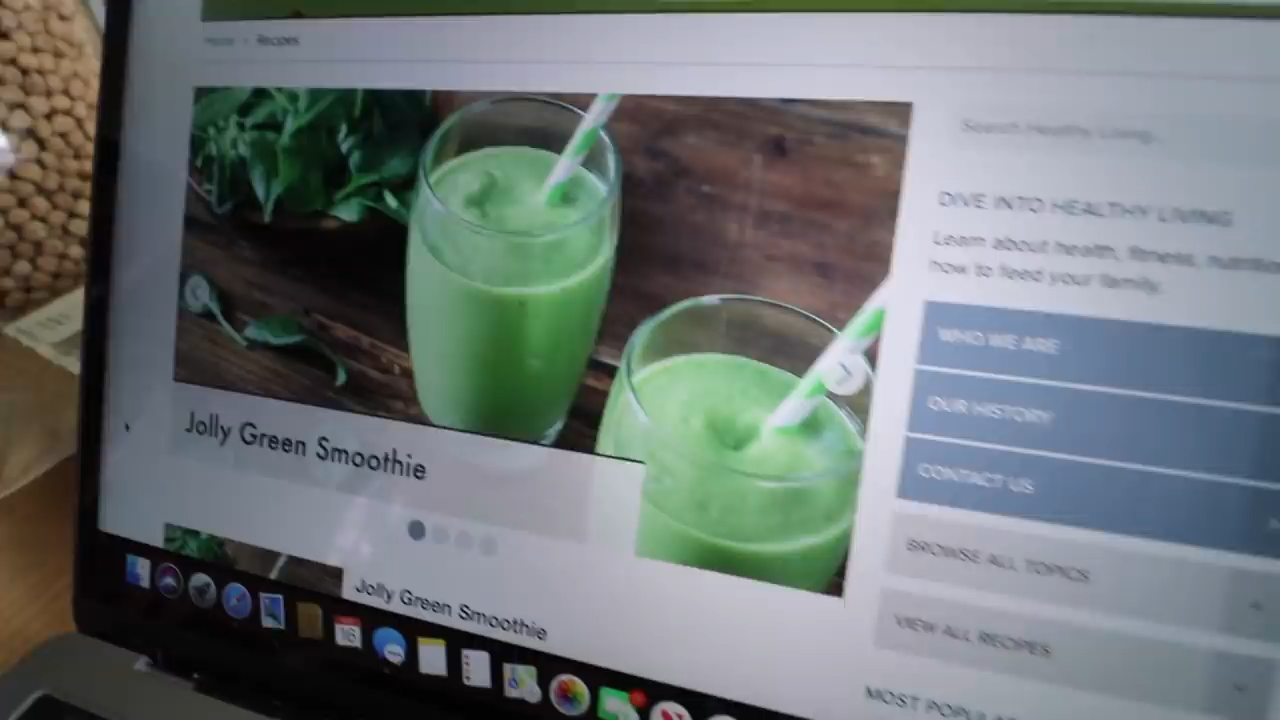 Home > Recipes
Search Healthy Living...
DIVE INTO HEALTHY LIVING
Learn about health, fitness, nutrition
how to feed your family.
WHO WE ARE
OUR HISTORY
CONTACT US
BROWSE ALL TOPICS
VIEW ALL RECIPES
MOST POPULAR
Jolly Green Smoothie
Jolly Green Smoothie
16